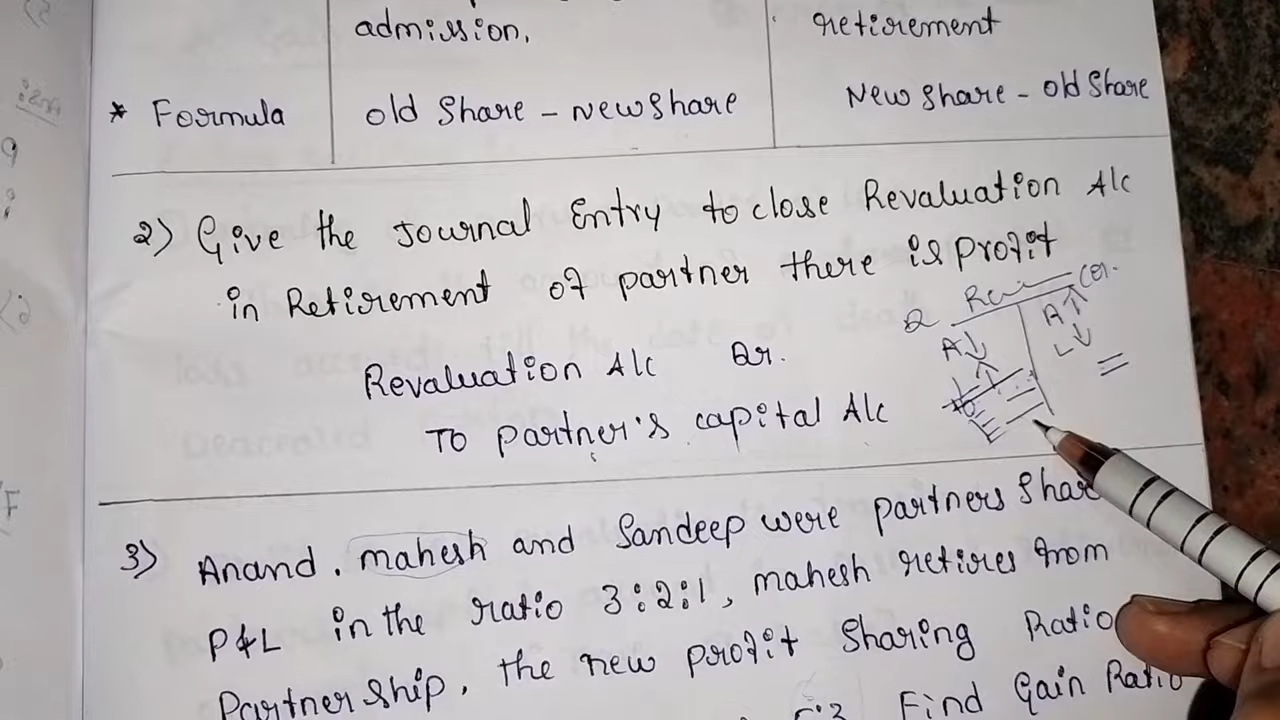 admission.
retirement
* Formula
old Share - New Share
New Share - old Share
2) Give the Journal Entry to close Revaluation A/c
in Retirement of partner there is profit
Revaluation A/c Dr.
To partner's capital A/c
A↓
A↑
L↓
3) Anand . mahesh and Sandeep were partners Shar
P&L in the ratio 3:2:1, mahesh retires from
Partnership, the new profit Sharing Ratio
Find Gain Ratio